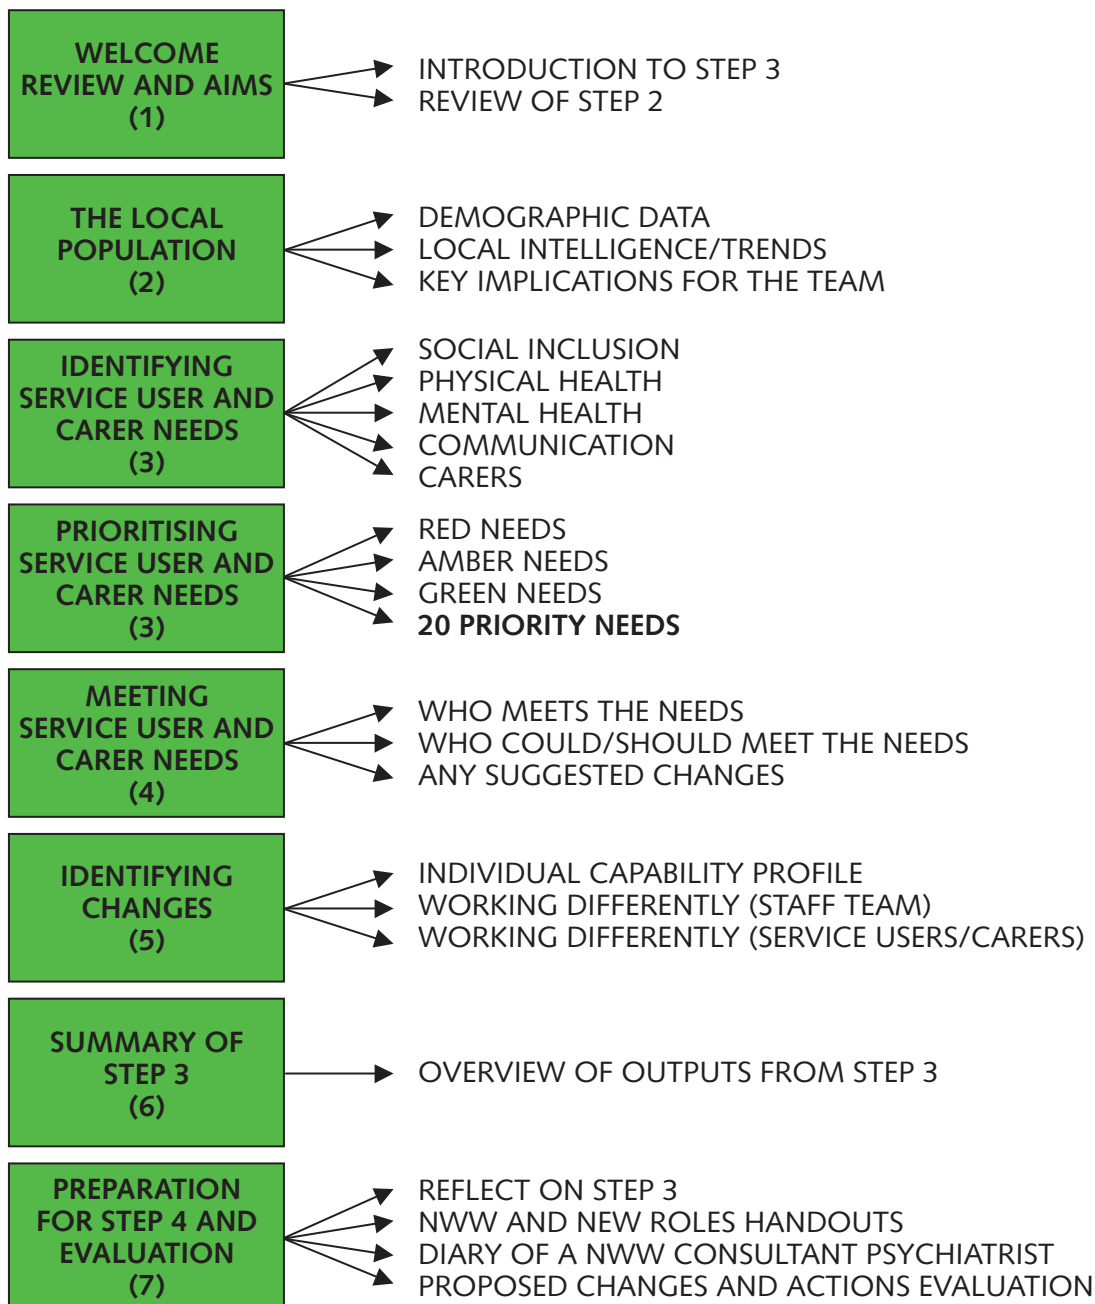 WELCOME
REVIEW AND AIMS
(1)
INTRODUCTION TO STEP 3
REVIEW OF STEP 2
THE LOCAL
POPULATION
(2)
DEMOGRAPHIC DATA
LOCAL INTELLIGENCE/TRENDS
KEY IMPLICATIONS FOR THE TEAM
IDENTIFYING
SERVICE USER AND
CARER NEEDS
(3)
SOCIAL INCLUSION
PHYSICAL HEALTH
MENTAL HEALTH
COMMUNICATION
CARERS
PRIORITISING
SERVICE USER AND
CARER NEEDS
(3)
RED NEEDS
AMBER NEEDS
GREEN NEEDS
20 PRIORITY NEEDS
MEETING
SERVICE USER AND
CARER NEEDS
(4)
WHO MEETS THE NEEDS
WHO COULD/SHOULD MEET THE NEEDS
ANY SUGGESTED CHANGES
IDENTIFYING
CHANGES
(5)
INDIVIDUAL CAPABILITY PROFILE
WORKING DIFFERENTLY (STAFF TEAM)
WORKING DIFFERENTLY (SERVICE USERS/CARERS)
SUMMARY OF
STEP 3
(6)
OVERVIEW OF OUTPUTS FROM STEP 3
PREPARATION
FOR STEP 4 AND
EVALUATION
(7)
REFLECT ON STEP 3
NWW AND NEW ROLES HANDOUTS
DIARY OF A NWW CONSULTANT PSYCHIATRIST
PROPOSED CHANGES AND ACTIONS EVALUATION